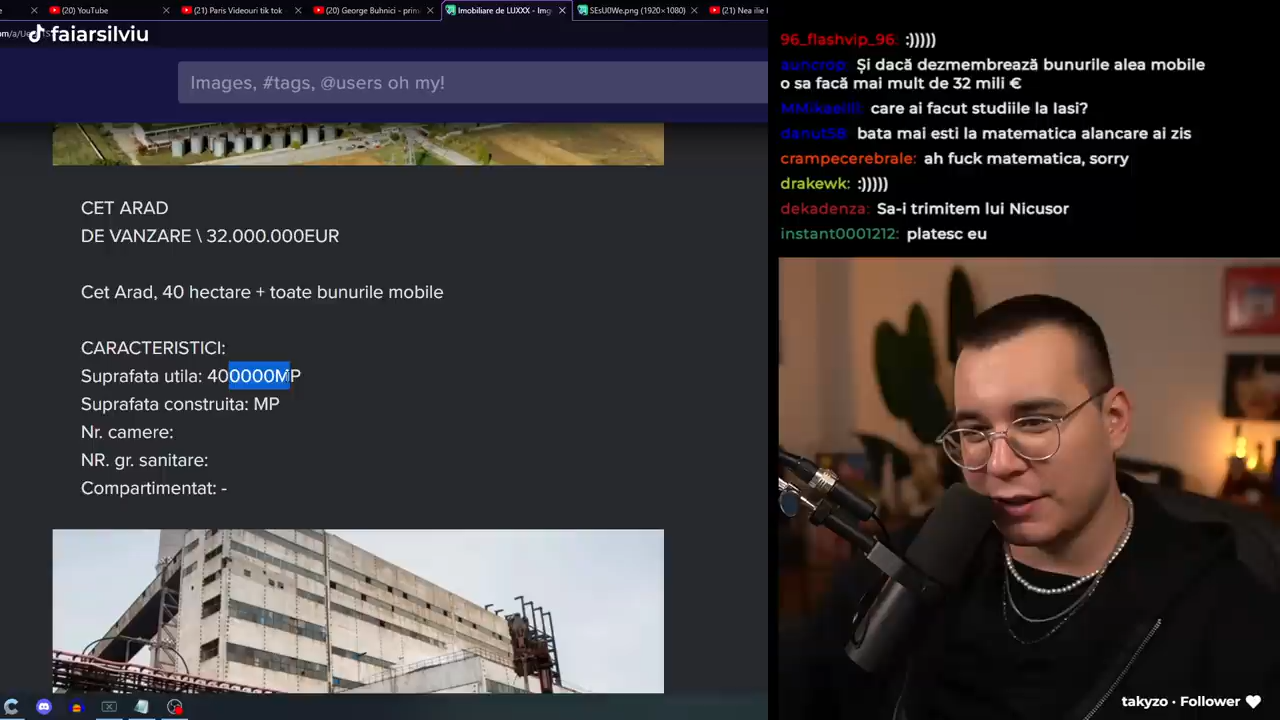 (21) YouTube
(21) Paris Videouri tik tok
(20) YouTube
(20) George Buhnici - prim
Imobiliare de LUXXX - Img
SEsU0We.png (1920×1080)
(21) Nea ilie
faiarsilviu
Images, #tags, @users oh my!
CET ARAD
DE VANZARE \ 32.000.000EUR
Cet Arad, 40 hectare + toate bunurile mobile
CARACTERISTICI:
Suprafata utila: 400000MP
Suprafata construita: MP
Nr. camere:
NR. gr. sanitare:
Compartimentat: -
96_flashvip_96: :)))))
auncrop: Și dacă dezmembrează bunurile alea mobile
o sa facă mai mult de 32 mili €
MMikaellll: care ai facut studiile la Iasi?
danut58: bata mai esti la matematica alancare ai zis
crampecerebrale: ah fuck matematica, sorry
drakewk: :)))))
dekadenza: Sa-i trimitem lui Nicusor
instant0001212: platesc eu
takyzo · Follower